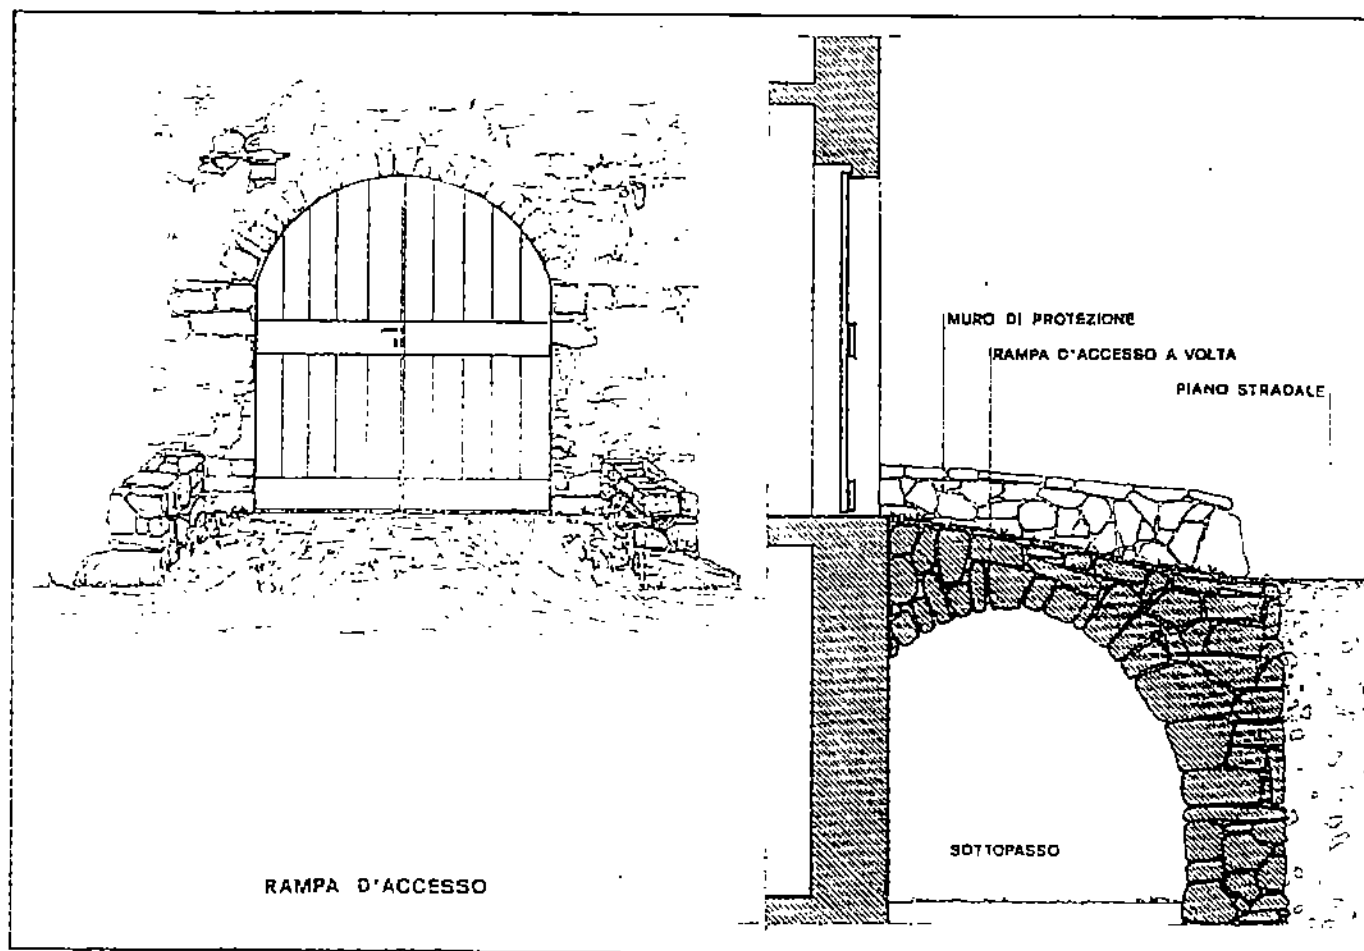 MURO DI PROTEZIONE
RAMPA D'ACCESSO A VOLTA
PIANO STRADALE
SOTTOPASSO
RAMPA D'ACCESSO